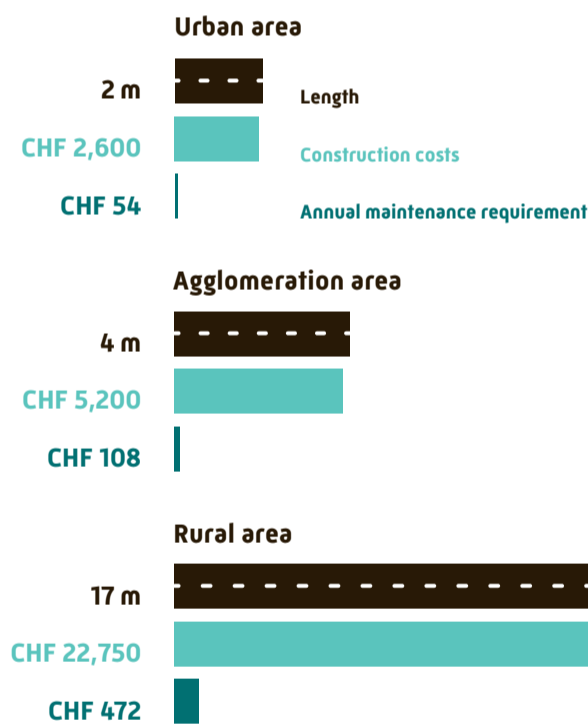 Urban area
2 m
Length
CHF 2,600
Construction costs
CHF 54
Annual maintenance requirement
Agglomeration area
4 m
CHF 5,200
CHF 108
Rural area
17 m
CHF 22,750
CHF 472